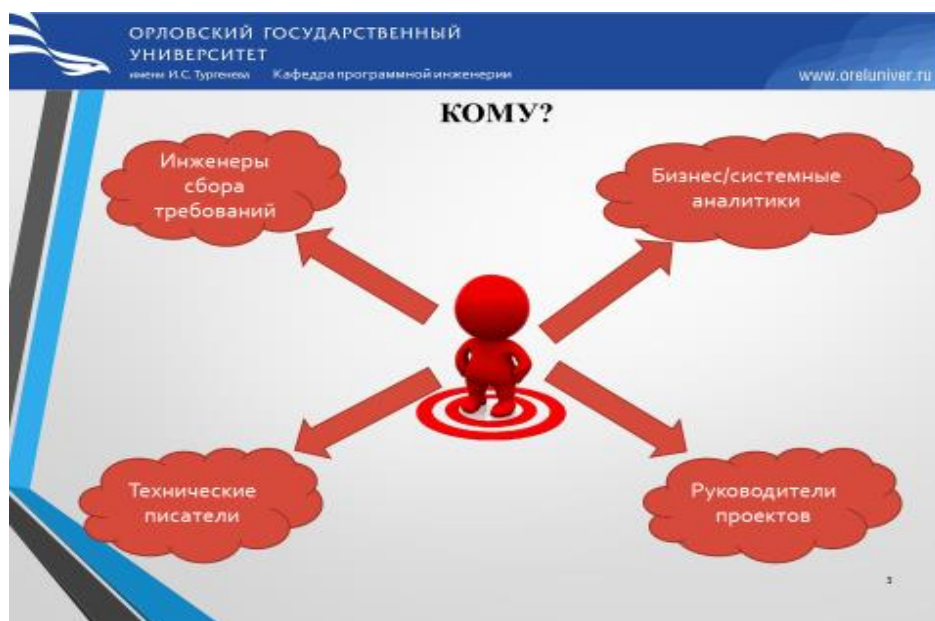 ОРЛОВСКИЙ ГОСУДАРСТВЕННЫЙ
УНИВЕРСИТЕТ
имени И.С. Тургенева Кафедра программной инженерии
www.oreluniver.ru
КОМУ?
Инженеры
сбора
требований
Бизнес/системные
аналитики
Технические
писатели
Руководители
проектов
3